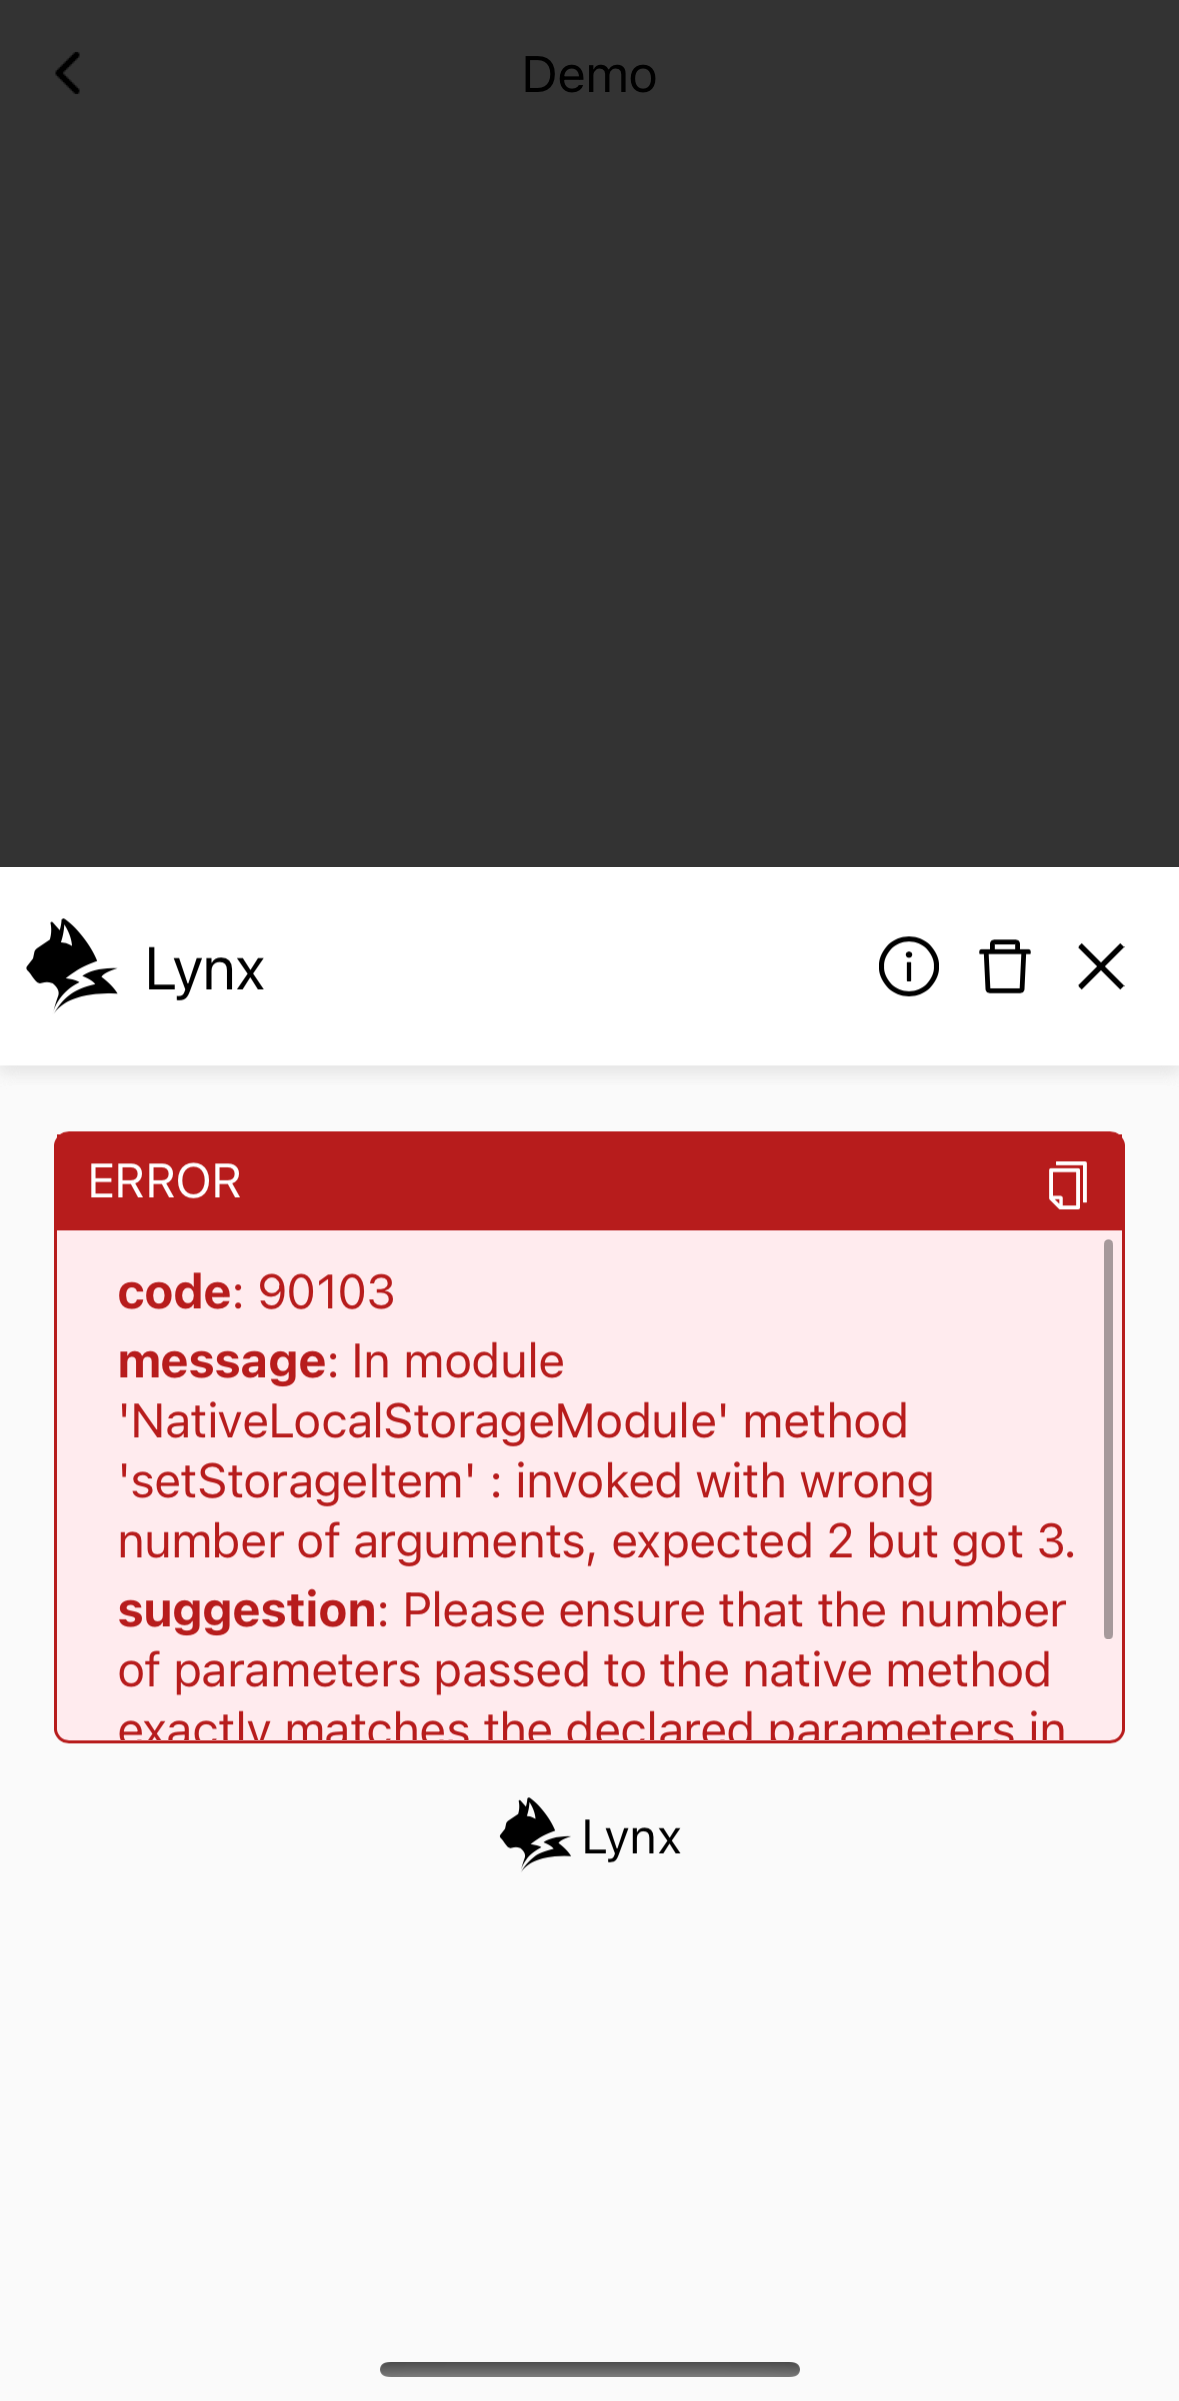 Demo
Lynx
ERROR
code: 90103
message: In module
'NativeLocalStorageModule' method
'setStorageItem' : invoked with wrong
number of arguments, expected 2 but got 3.
suggestion: Please ensure that the number
of parameters passed to the native method
exactly matches the declared parameters in
Lynx